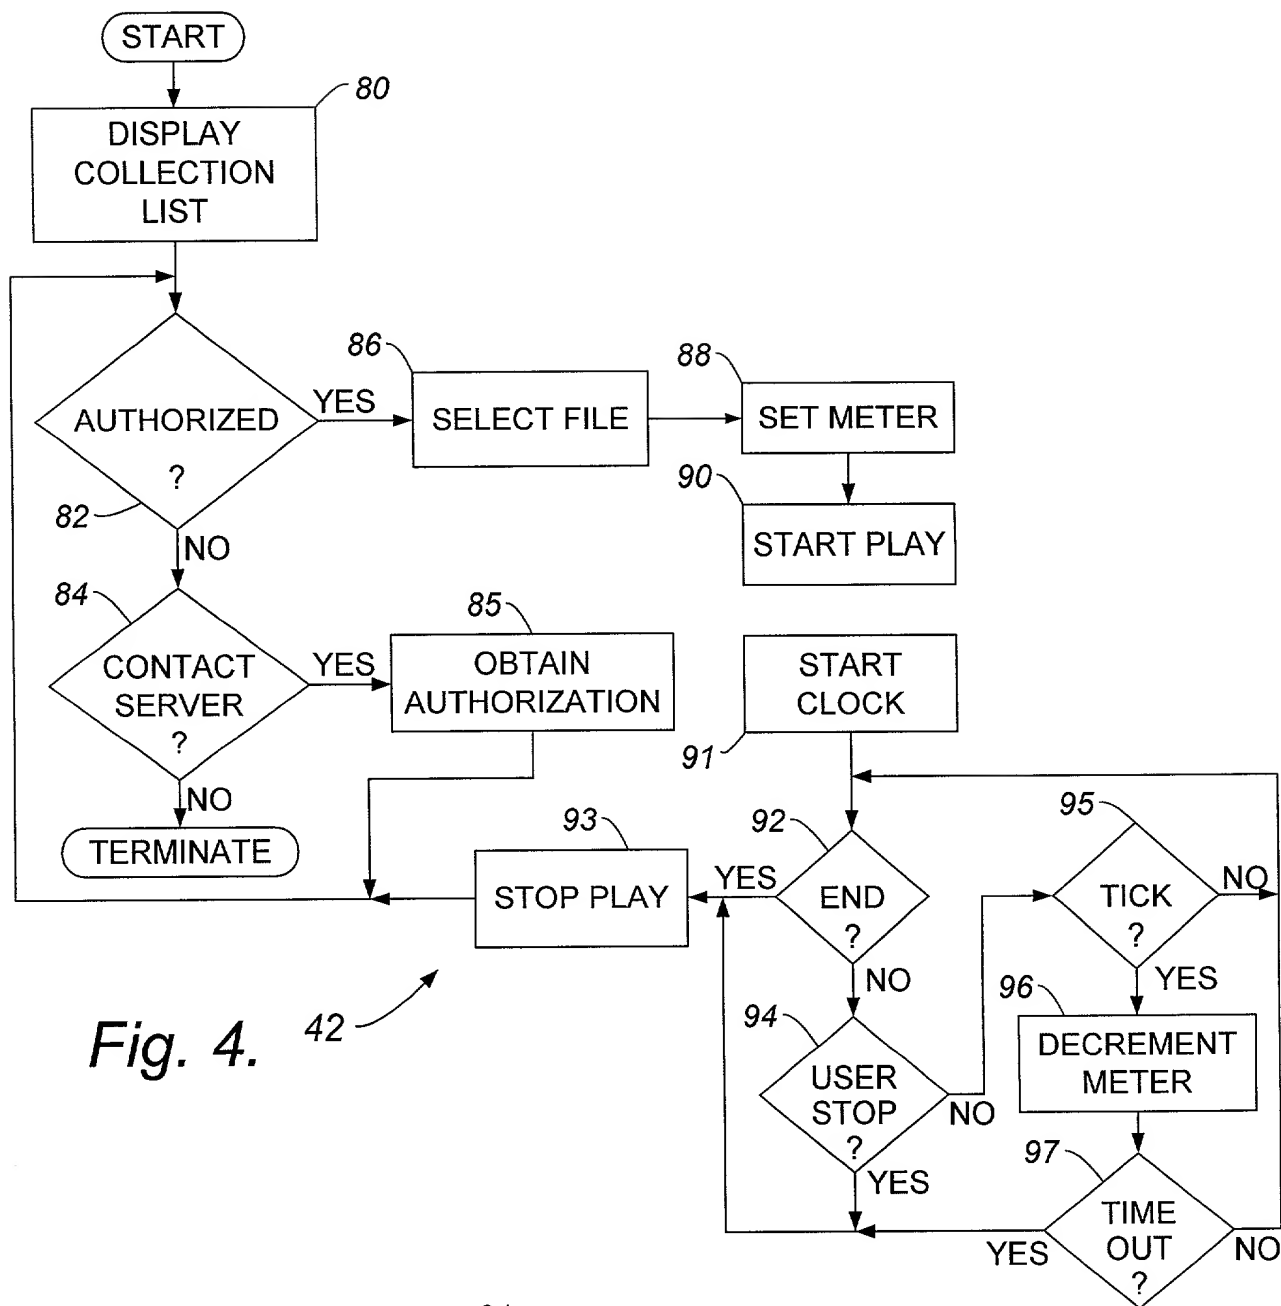 START
80
DISPLAY
COLLECTION
LIST
86
88
YES
AUTHORIZED
?
SELECT FILE
SET METER
82
90
NO
START PLAY
84
85
CONTACT
SERVER
?
YES
OBTAIN
AUTHORIZATION
START
CLOCK
91
NO
TERMINATE
93
92
95
STOP PLAY
YES
END
?
TICK
?
NO
NO
YES
Fig. 4.
42
94
96
USER
STOP
?
NO
DECREMENT
METER
YES
97
TIME
OUT
?
YES
NO